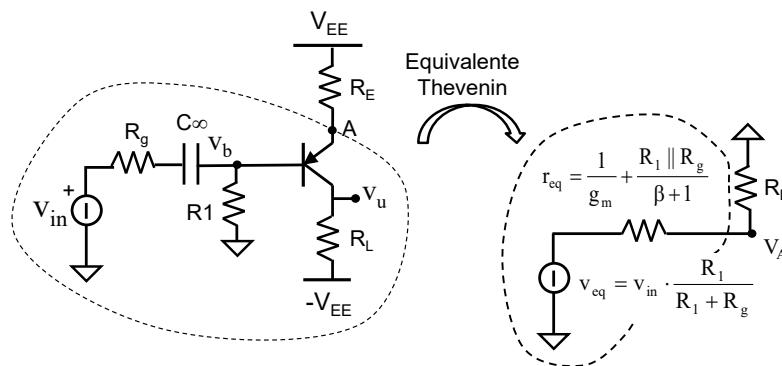 V_EE
R_E
A
Equivalente
Thevenin
R_g
C∞
v_b
+
v_in
R1
v_u
R_L
-V_EE
r_eq = 1/g_m + (R_1 || R_g)/(β+1)
V_A
v_eq = v_in · R_1/(R_1 + R_g)